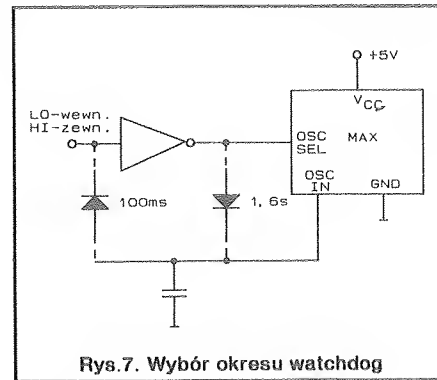 +5V
LO-wewn.
HI-zewn.
VCC
OSC
SEL
MAX
OSC
IN
GND
100ms
1,6s
Rys.7. Wybór okresu watchdog